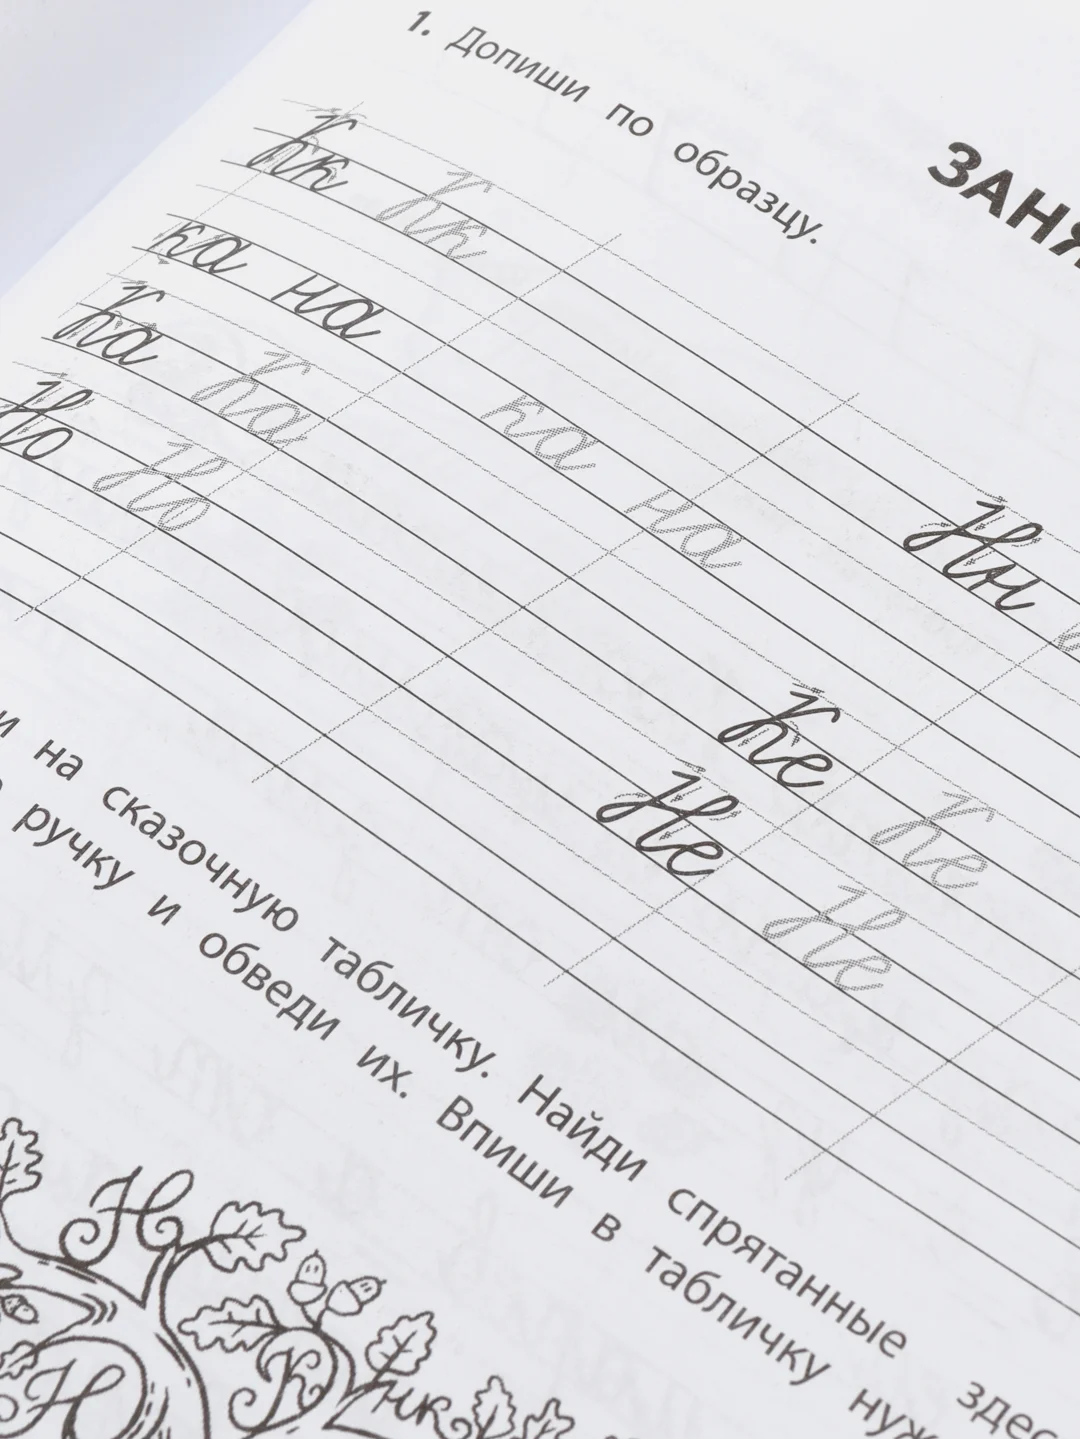 ЗАНЯ
1. Допиши по образцу.
Кк Кк Нн
ка на ка на
Ка Ка Ке Ке
Но Но Не Не
и на сказочную табличку. Найди спрятанные здес
ручку и обведи их. Впиши в табличку нуж
Н
Н К н к